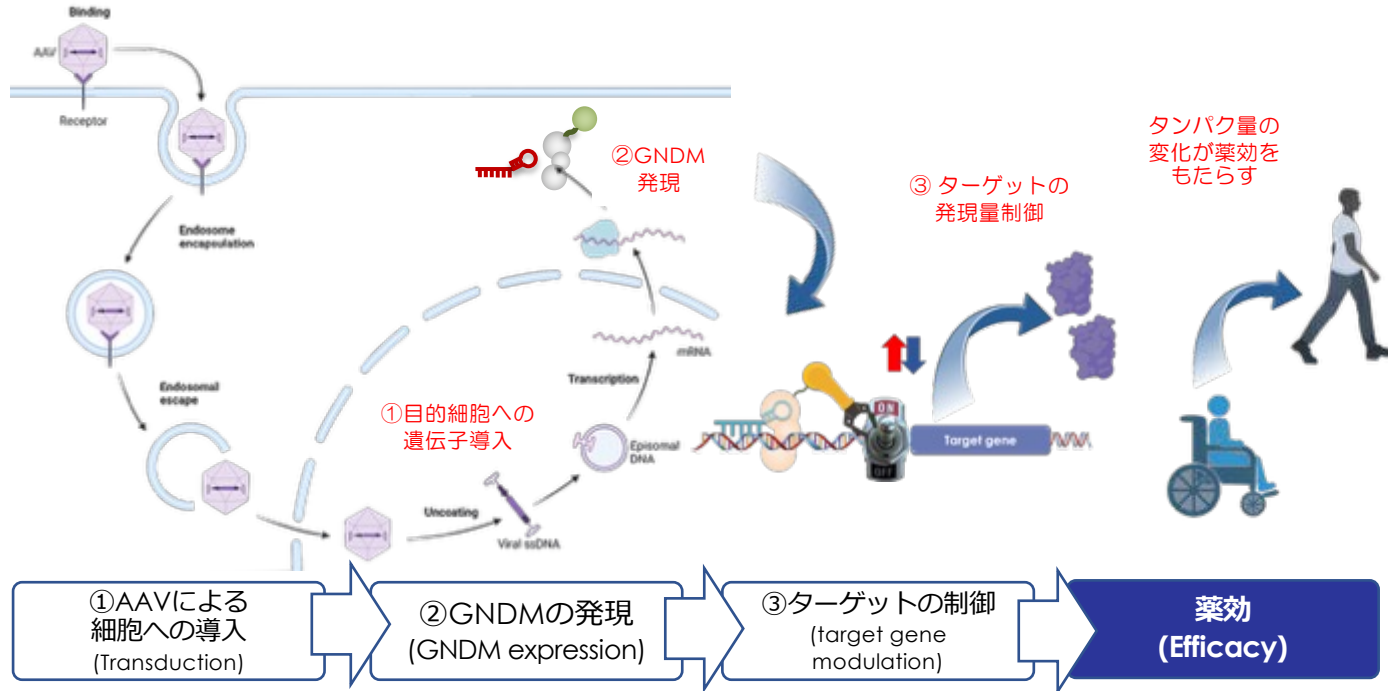 Binding
AAV
Receptor
Endosome
encapsulation
Endosomal
escape
Uncoating
Viral ssDNA
Episomal
DNA
Transcription
mRNA
①目的細胞への
遺伝子導入
②GNDM
発現
③ ターゲットの
発現量制御
ON
OFF
Target gene
タンパク量の
変化が薬効を
もたらす
①AAVによる
細胞への導入
(Transduction)
②GNDMの発現
(GNDM expression)
③ターゲットの制御
(target gene
modulation)
薬効
(Efficacy)